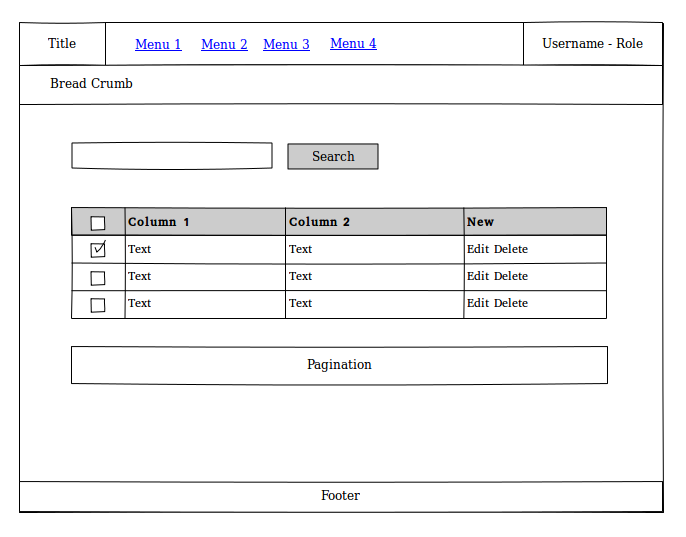 Title Menu 1 Menu 2 Menu 3 Menu 4 Username - Role
Bread Crumb
Search
Column 1 Column 2 New
Text Text Edit Delete
Text Text Edit Delete
Text Text Edit Delete
Pagination
Footer